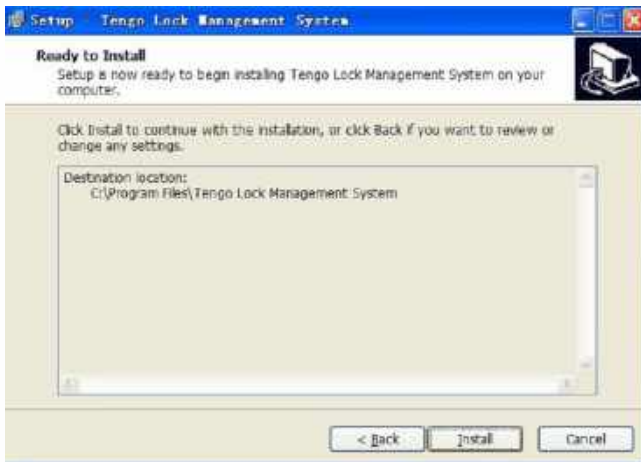 Setup - Tengo Lock Management System
Ready to Install
Setup is now ready to begin installing Tengo Lock Management System on your
computer.
Click Install to continue with the installation, or click Back if you want to review or
change any settings.
Destination location:
C:\Program Files\Tengo Lock Management System
< Back
Install
Cancel